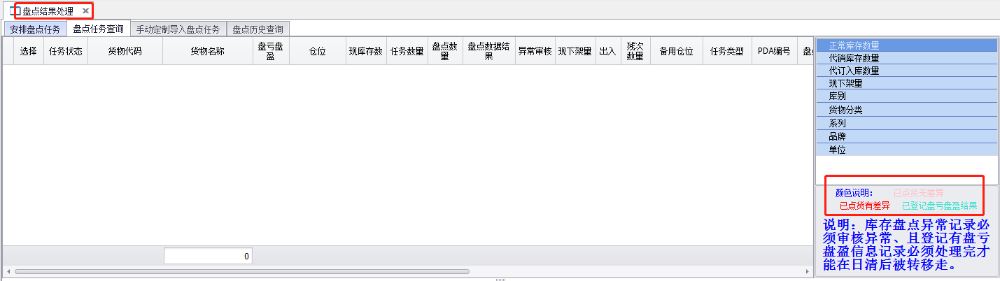 盘点结果处理
安排盘点任务 盘点任务查询 手动定制导入盘点任务 盘点历史查询
选择 任务状态 货物代码 货物名称 盘亏盘盈 仓位 现库存数 任务数量 盘点数量 盘点数据结果 异常审核 现下架量 出入 残次数量 备用仓位 任务类型 PDA编号
正常库存数量
代销库存数量
代订入库数量
现下架量
库别
货物分类
系列
品牌
单位
0
颜色说明: 已点货无差异
已点货有差异 已登记盘亏盘盈结果
说明：库存盘点异常记录必
须审核异常、且登记有盘亏
盘盈信息记录必须处理完才
能在日清后被转移走。